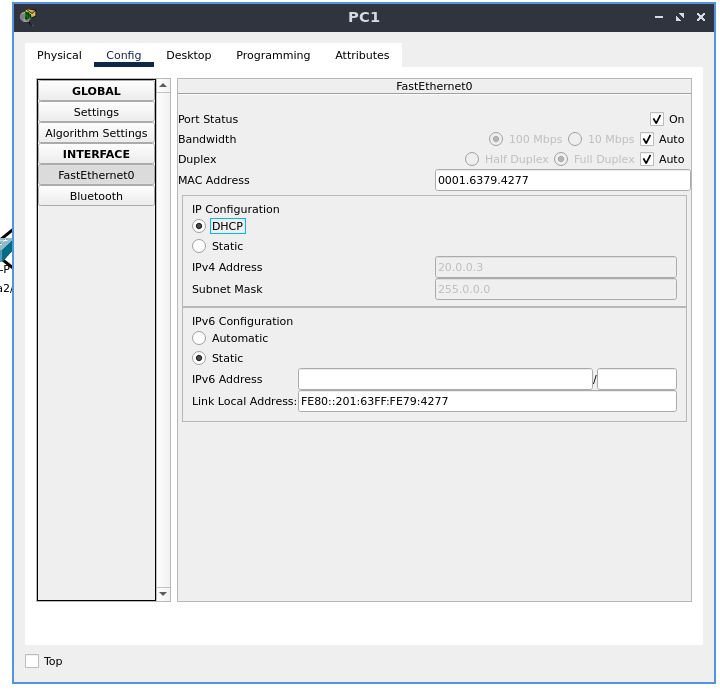 PC1
Physical Config Desktop Programming Attributes
GLOBAL
Settings
Algorithm Settings
INTERFACE
FastEthernet0
Bluetooth
FastEthernet0
Port Status On
Bandwidth 100 Mbps 10 Mbps Auto
Duplex Half Duplex Full Duplex Auto
MAC Address 0001.6379.4277
IP Configuration
DHCP
Static
IPv4 Address 20.0.0.3
Subnet Mask 255.0.0.0
IPv6 Configuration
Automatic
Static
IPv6 Address /
Link Local Address: FE80::201:63FF:FE79:4277
Top